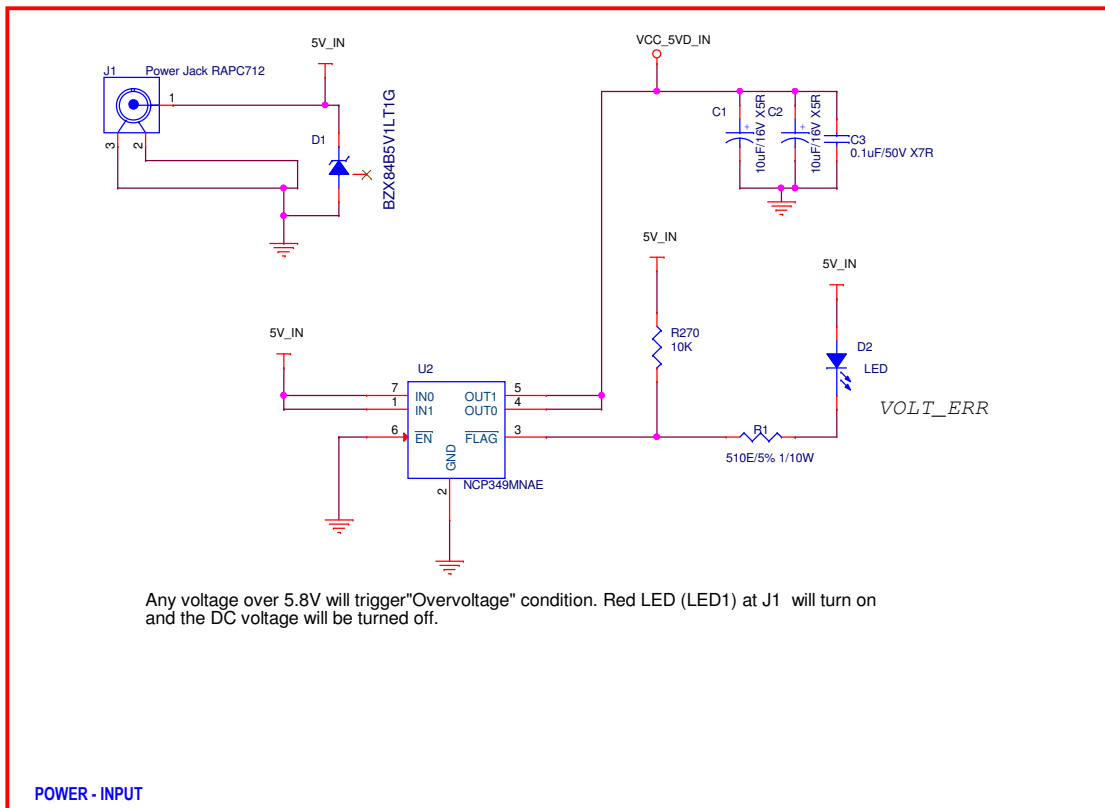 5V_IN
VCC_5VD_IN
J1
Power Jack RAPC712
1
3
2
D1
BZX84B5V1LT1G
C1
10uF/16V X5R
C2
10uF/16V X5R
C3
0.1uF/50V X7R
5V_IN
5V_IN
5V_IN
R270
10K
D2
LED
VOLT_ERR
U2
7
IN0
OUT1
5
1
IN1
OUT0
4
6
EN
FLAG
3
GND
2
NCP349MNAE
R1
510E/5% 1/10W
Any voltage over 5.8V will trigger"Overvoltage" condition. Red LED (LED1) at J1 will turn on
and the DC voltage will be turned off.
POWER - INPUT